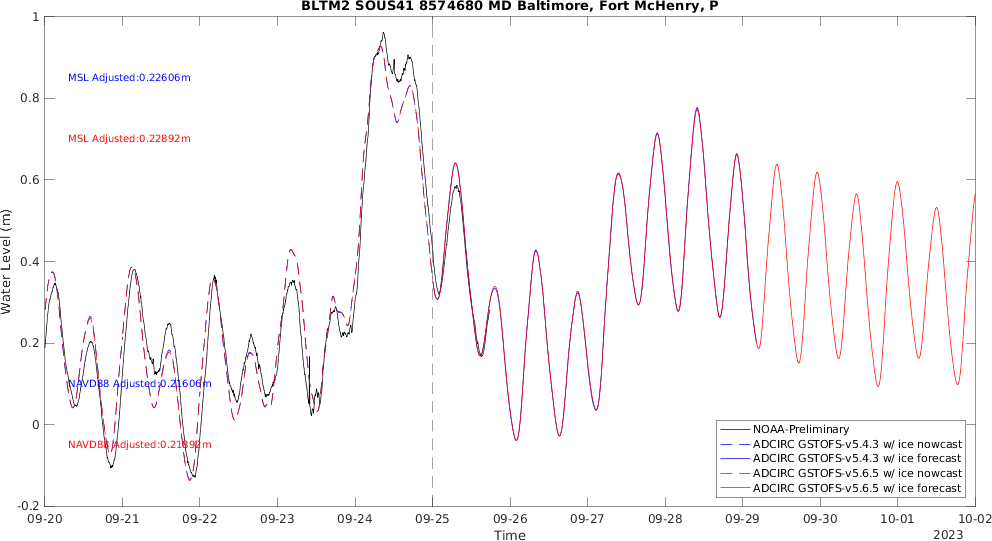 BLTM2 SOUS41 8574680 MD Baltimore, Fort McHenry, P
Water Level (m)
1
0.8
0.6
0.4
0.2
0
-0.2
MSL Adjusted:0.22606m
MSL Adjusted:0.22892m
NAVD88 Adjusted:0.21606m
NAVD88 Adjusted:0.21892m
NOAA-Preliminary
ADCIRC GSTOFS-v5.4.3 w/ ice nowcast
ADCIRC GSTOFS-v5.4.3 w/ ice forecast
ADCIRC GSTOFS-v5.6.5 w/ ice nowcast
ADCIRC GSTOFS-v5.6.5 w/ ice forecast
09-20 09-21 09-22 09-23 09-24 09-25 09-26 09-27 09-28 09-29 09-30 10-01 10-02
Time
2023